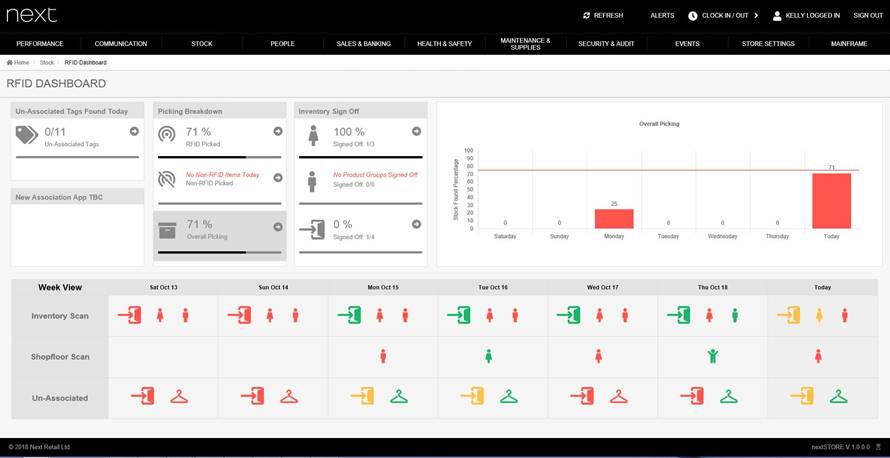 next
REFRESH
ALERTS
CLOCK IN / OUT
KELLY LOGGED IN
SIGN OUT
PERFORMANCE
COMMUNICATION
STOCK
PEOPLE
SALES & BANKING
HEALTH & SAFETY
MAINTENANCE &
SUPPLIES
SECURITY & AUDIT
EVENTS
STORE SETTINGS
MAINFRAME
Home / Stock / RFID Dashboard
RFID DASHBOARD
Un-Associated Tags Found Today
0/11
Un-Associated Tags
New Association App TBC
Picking Breakdown
71 %
RFID Picked
No Non-RFID Items Today
Non-RFID Picked
71 %
Overall Picking
Inventory Sign Off
100 %
Signed Off: 1/3
No Product Groups Signed Off
Signed Off: 0/0
0 %
Signed Off: 1/4
Overall Picking
Stock Found Percentage
100
90
80
70
60
50
40
30
20
10
0
0
0
25
0
0
0
71
Saturday
Sunday
Monday
Tuesday
Wednesday
Thursday
Today
Week View
Sat Oct 13
Sun Oct 14
Mon Oct 15
Tue Oct 16
Wed Oct 17
Thu Oct 18
Today
Inventory Scan
Shopfloor Scan
Un-Associated
© 2018 Next Retail Ltd
nextSTORE V 1.0.0.0